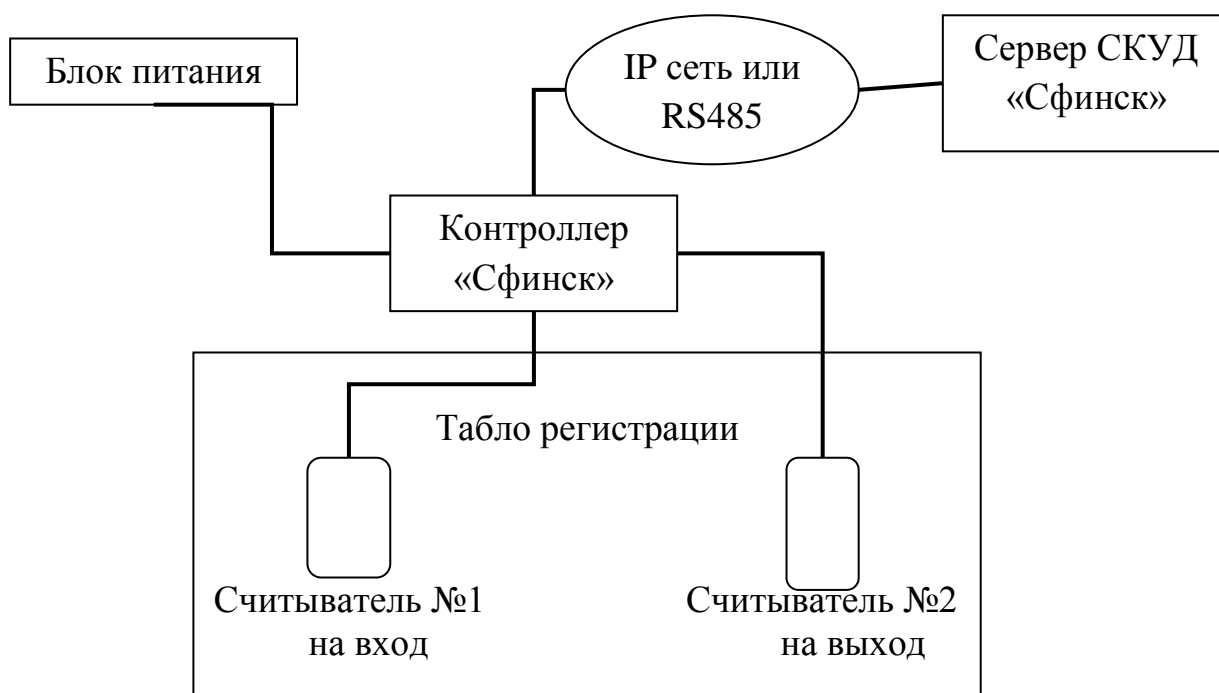 Блок питания
IP сеть или
RS485
Сервер СКУД
«Сфинск»
Контроллер
«Сфинск»
Табло регистрации
Считыватель №1
на вход
Считыватель №2
на выход